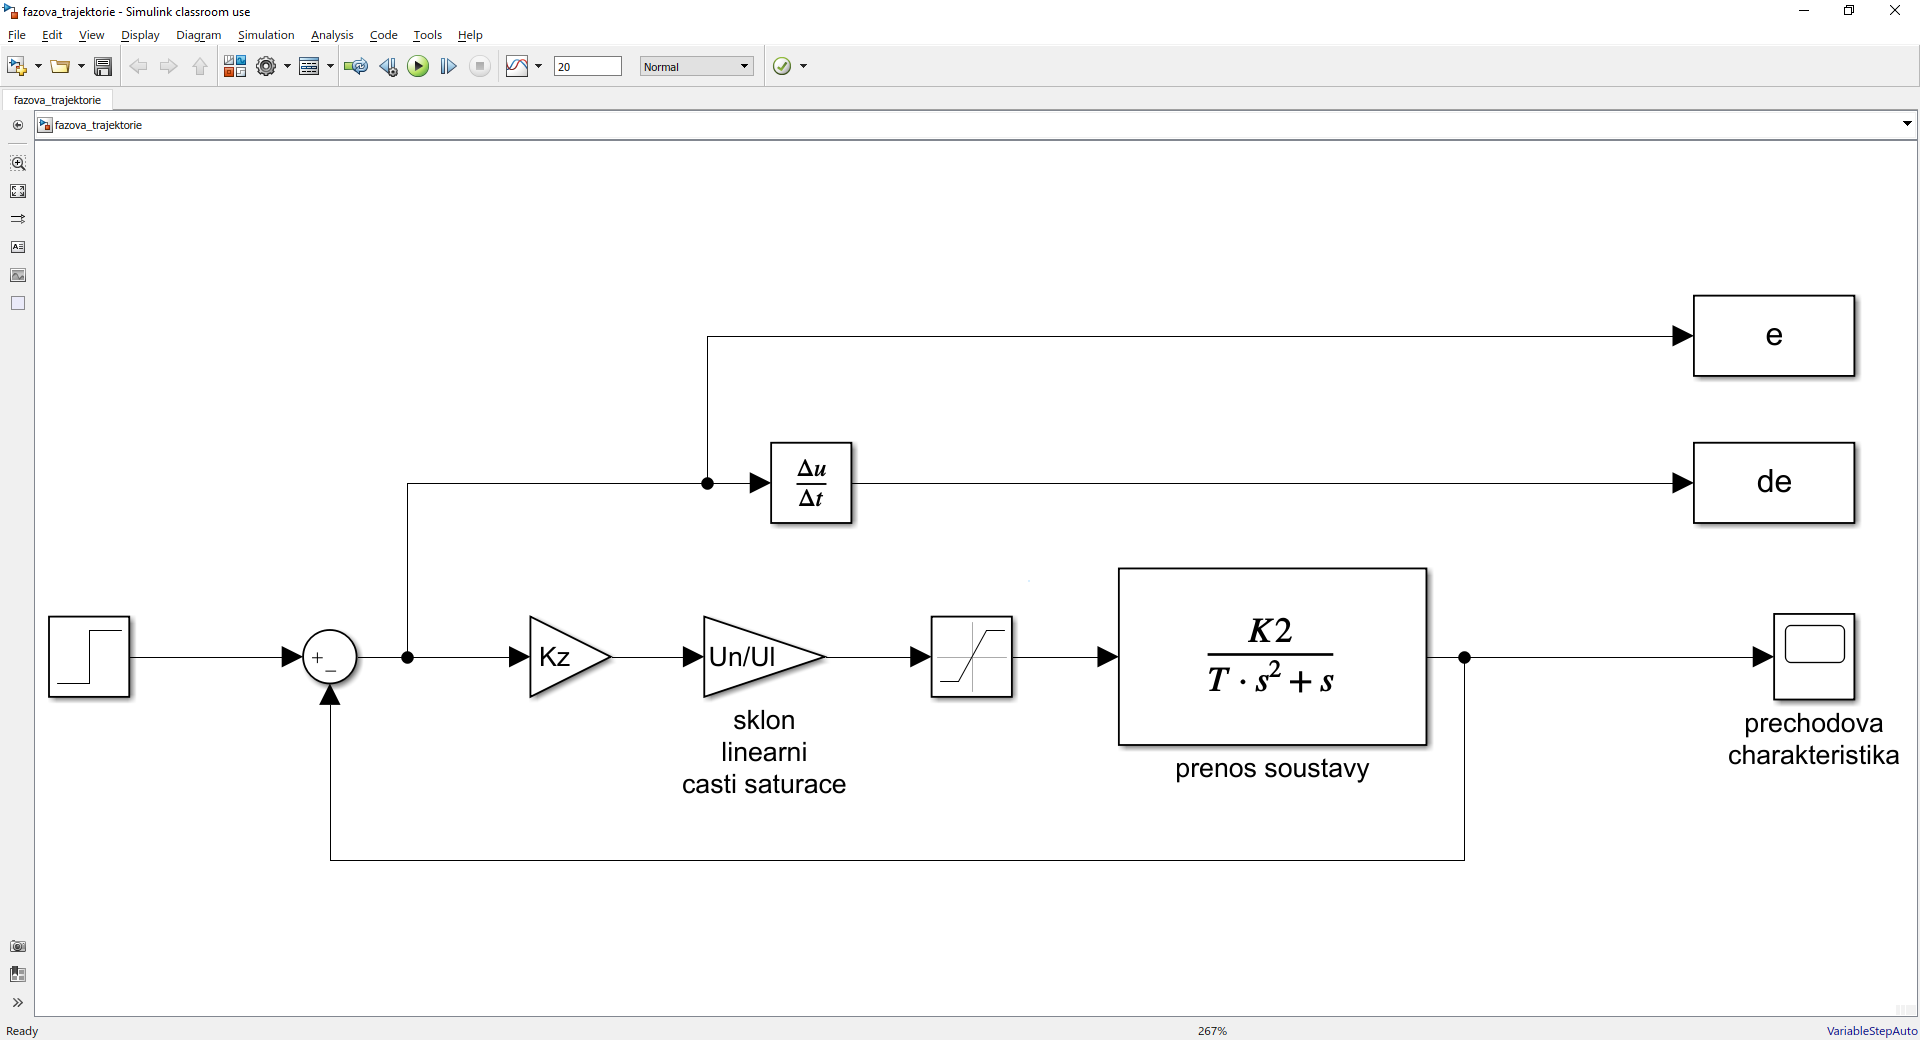 fazova_trajektorie - Simulink classroom use
File Edit View Display Diagram Simulation Analysis Code Tools Help
20
Normal
fazova_trajektorie
fazova_trajektorie
e
Δu
Δt
de
+
−
Kz
Un/Ul
K2
T · s² + s
sklon
linearni
casti saturace
prenos soustavy
prechodova
charakteristika
Ready
267%
VariableStepAuto